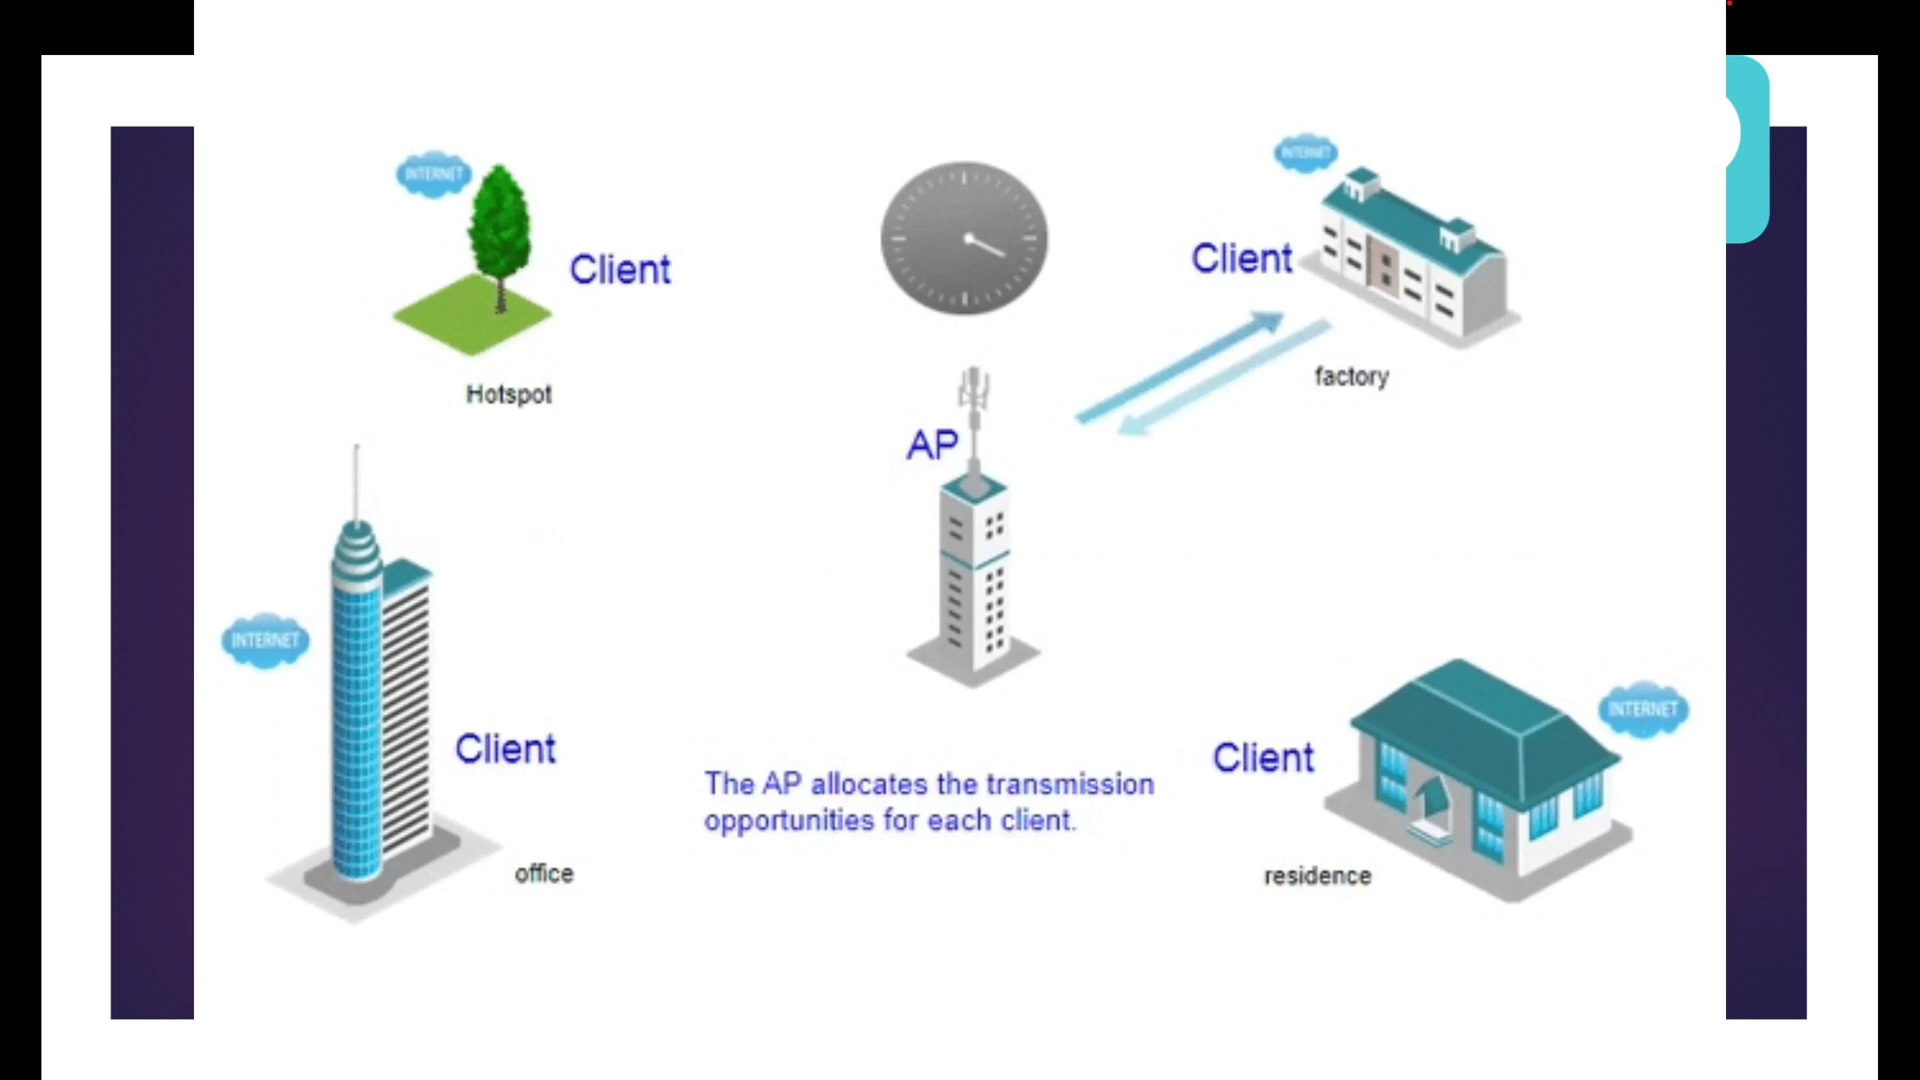 INTERNET
Client
Hotspot
INTERNET
Client
factory
AP
INTERNET
Client
office
The AP allocates the transmission
opportunities for each client.
INTERNET
Client
residence